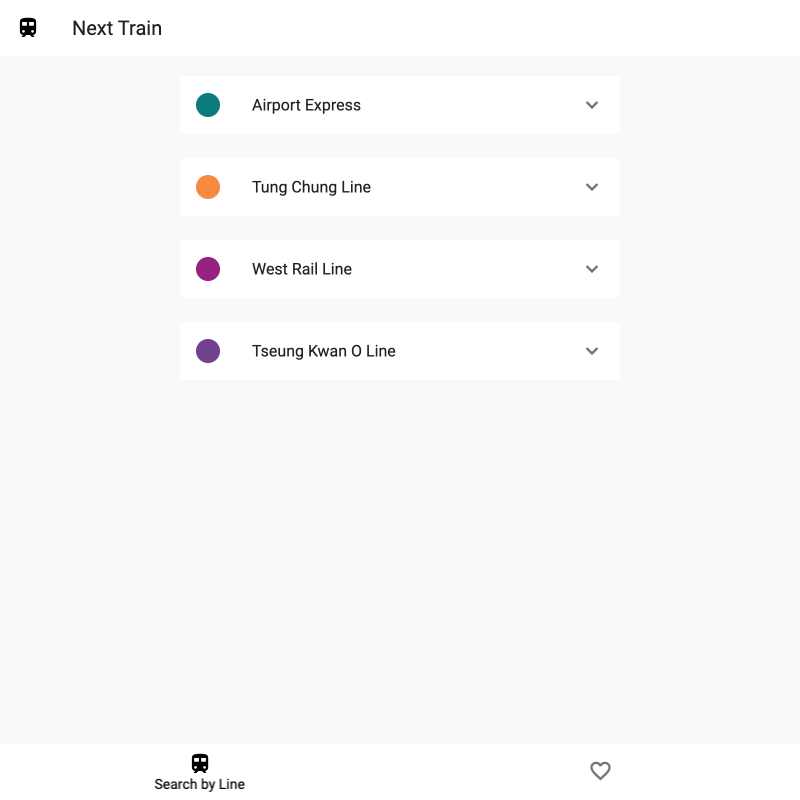 Next Train
Airport Express
Tung Chung Line
West Rail Line
Tseung Kwan O Line
Search by Line